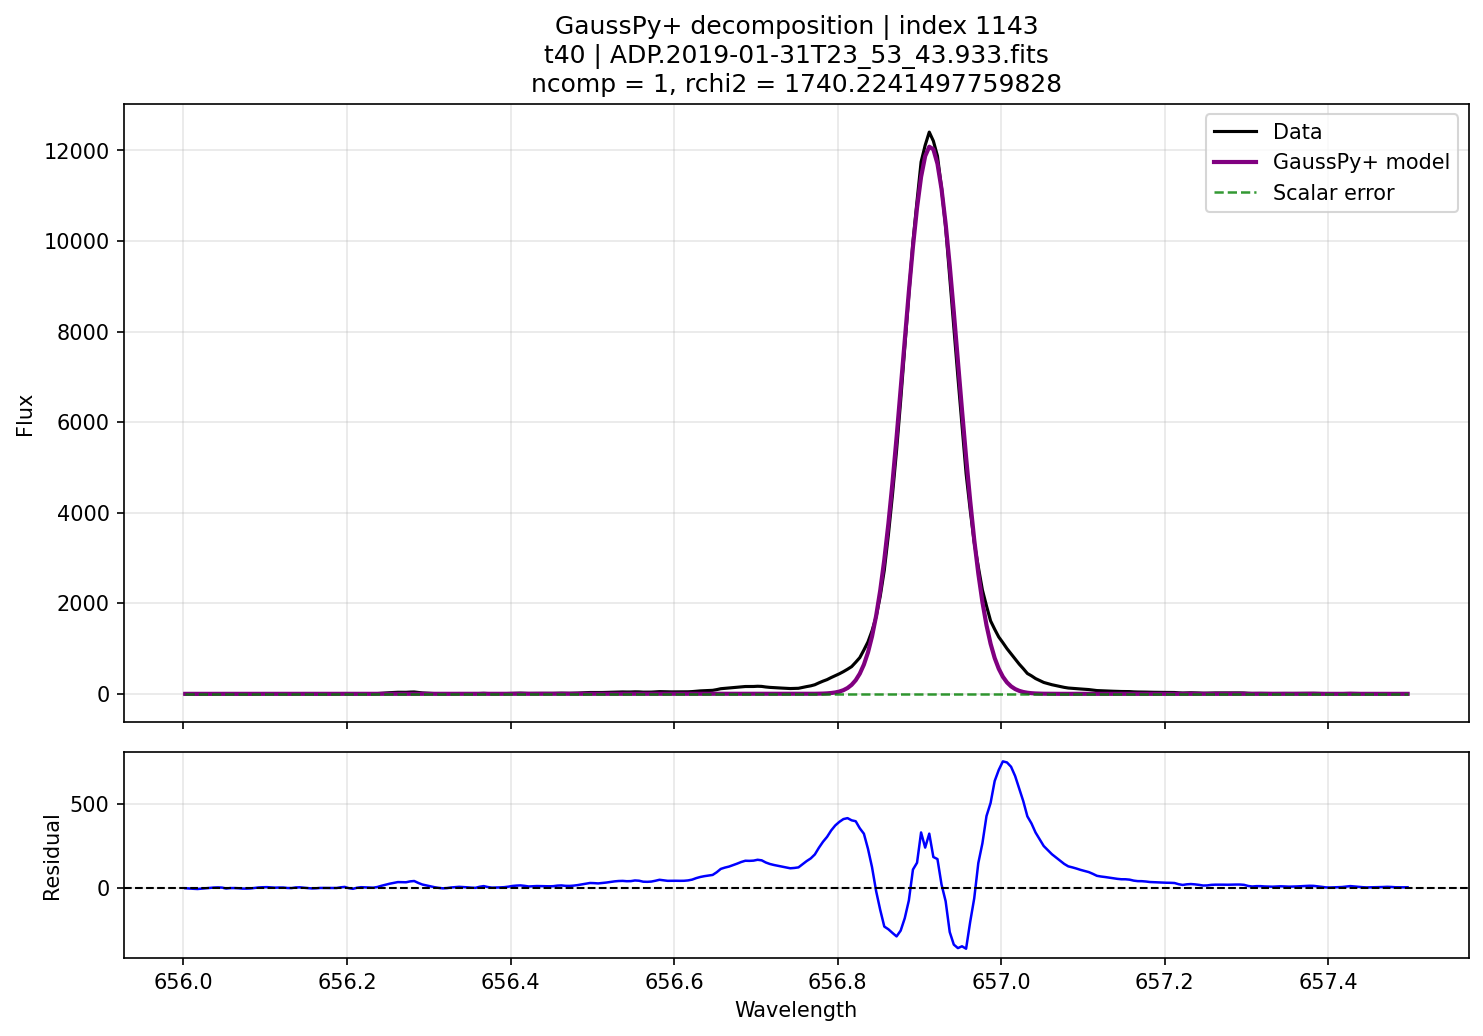 GaussPy+ decomposition | index 1143
t40 | ADP.2019-01-31T23_53_43.933.fits
ncomp = 1, rchi2 = 1740.2241497759828
Data
GaussPy+ model
Scalar error
12000
10000
8000
6000
4000
2000
0
Flux
500
0
Residual
656.0 656.2 656.4 656.6 656.8 657.0 657.2 657.4
Wavelength